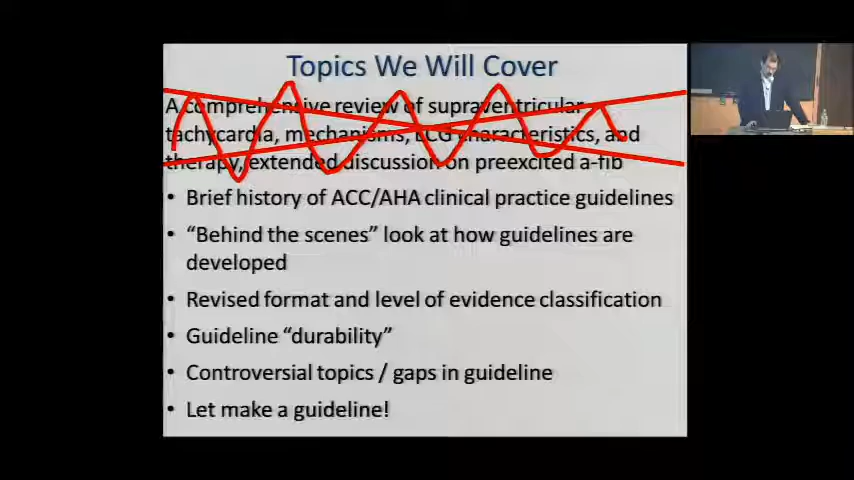 Topics We Will Cover
A comprehensive review of supraventricular
tachycardia, mechanisms, ECG characteristics, and
therapy, extended discussion on preexcited a-fib
• Brief history of ACC/AHA clinical practice guidelines
• “Behind the scenes” look at how guidelines are
developed
• Revised format and level of evidence classification
• Guideline “durability”
• Controversial topics / gaps in guideline
• Let make a guideline!